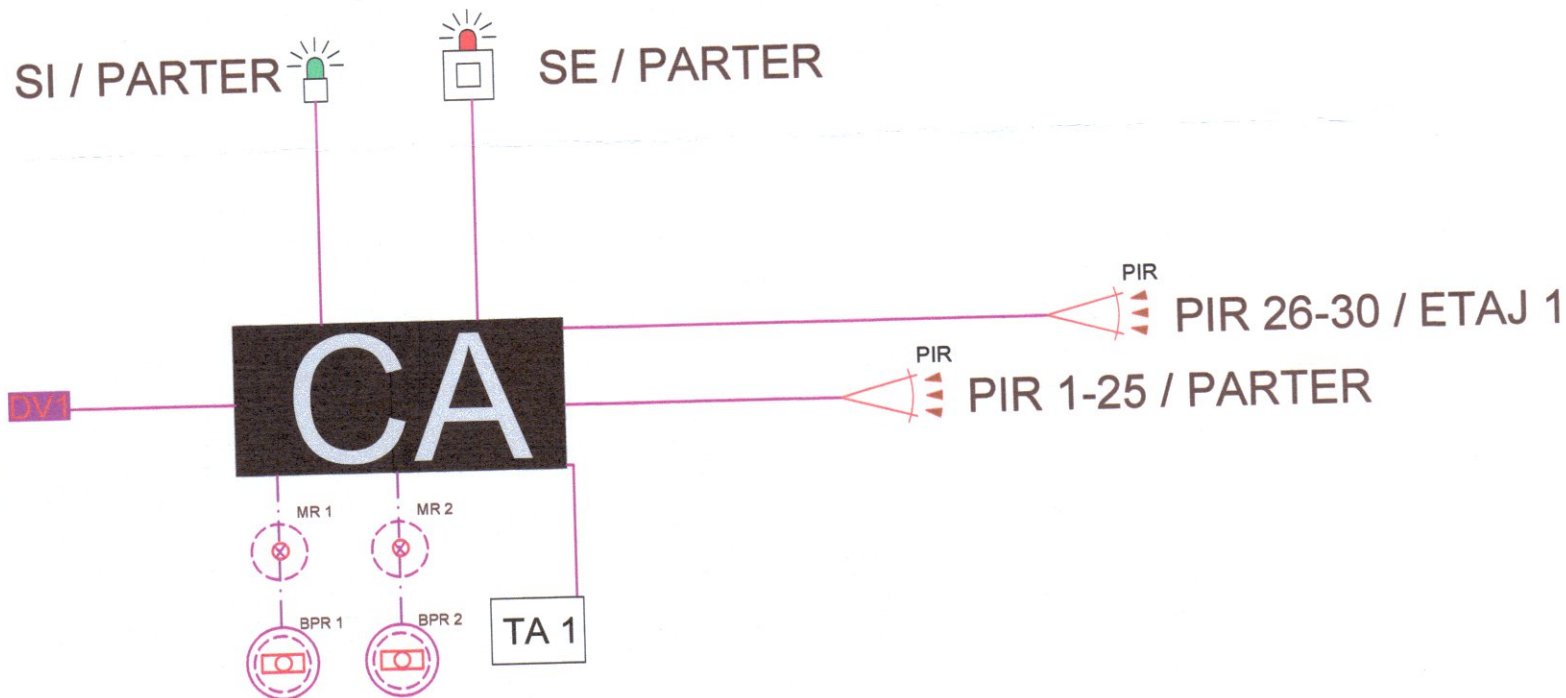 SI / PARTER
SE / PARTER
PIR
PIR 26-30 / ETAJ 1
PIR
PIR 1-25 / PARTER
CA
DV1
MR 1
MR 2
BPR 1
BPR 2
TA 1